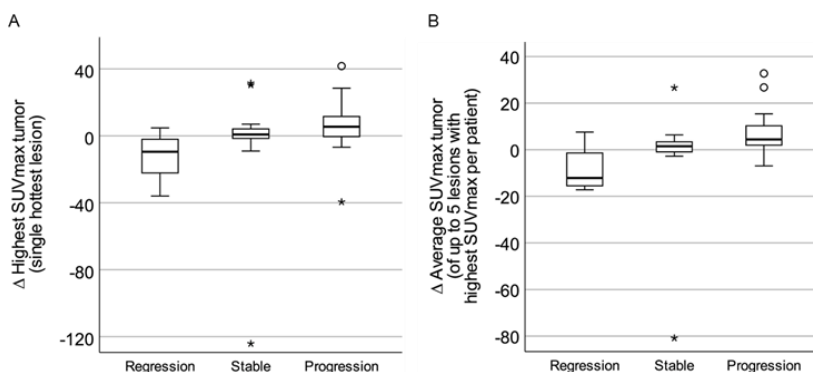 A
Δ Highest SUVmax tumor
(single hottest lesion)
40
0
-40
-80
-120
Regression Stable Progression
B
Δ Average SUVmax tumor
(of up to 5 lesions with
highest SUVmax per patient)
40
20
0
-20
-40
-60
-80
Regression Stable Progression